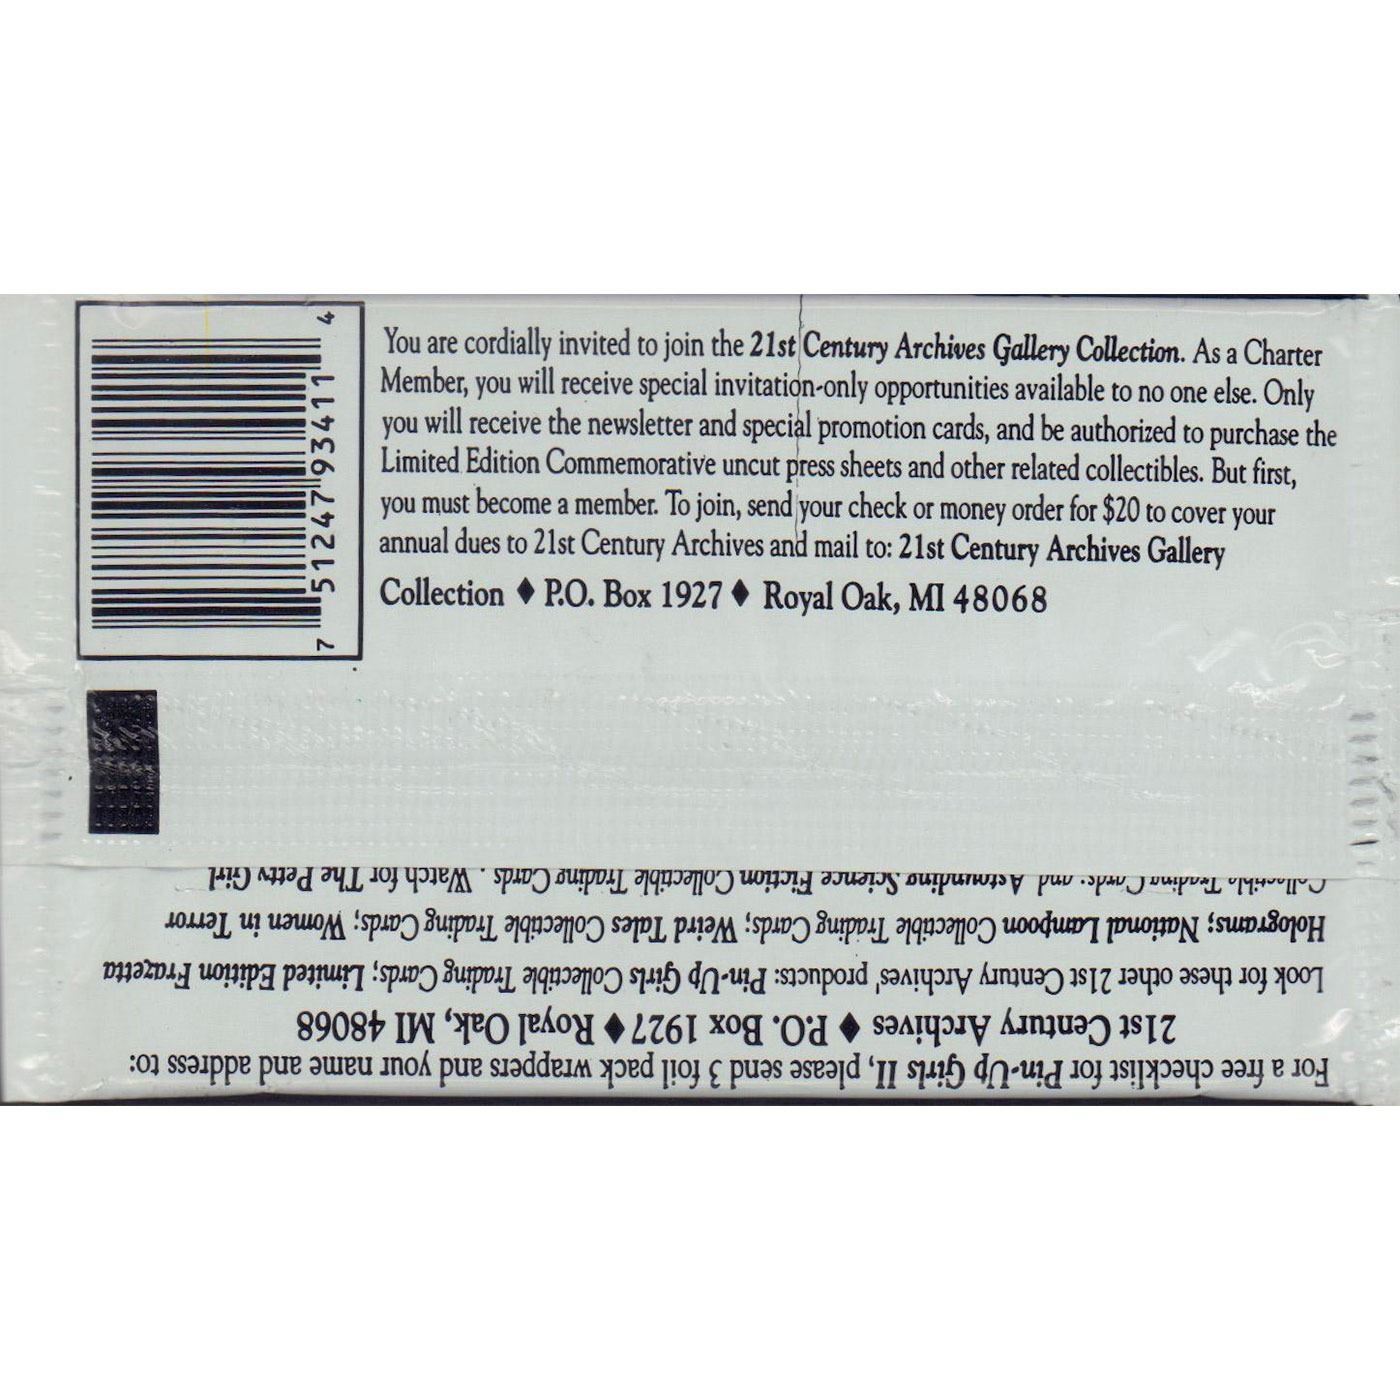 You are cordially invited to join the 21st Century Archives Gallery Collection. As a Charter
Member, you will receive special invitation-only opportunities available to no one else. Only
you will receive the newsletter and special promotion cards, and be authorized to purchase the
Limited Edition Commemorative uncut press sheets and other related collectibles. But first,
you must become a member. To join, send your check or money order for $20 to cover your
annual dues to 21st Century Archives and mail to: 21st Century Archives Gallery
Collection ♦ P.O. Box 1927 ♦ Royal Oak, MI 48068
7 51247 93411 4
For a free checklist for Pin-Up Girls II, please send 3 foil pack wrappers and your name and address to:
21st Century Archives ♦ P.O. Box 1927 ♦ Royal Oak, MI 48068
Look for these other 21st Century Archives' products: Pin-Up Girls Collectible Trading Cards; Limited Edition Frazetta
Holograms; National Lampoon Collectible Trading Cards; Weird Tales Collectible Trading Cards; Women in Terror
Collectible Trading Cards; and Astounding Science Fiction Collectible Trading Cards . Watch for The Petty Girl